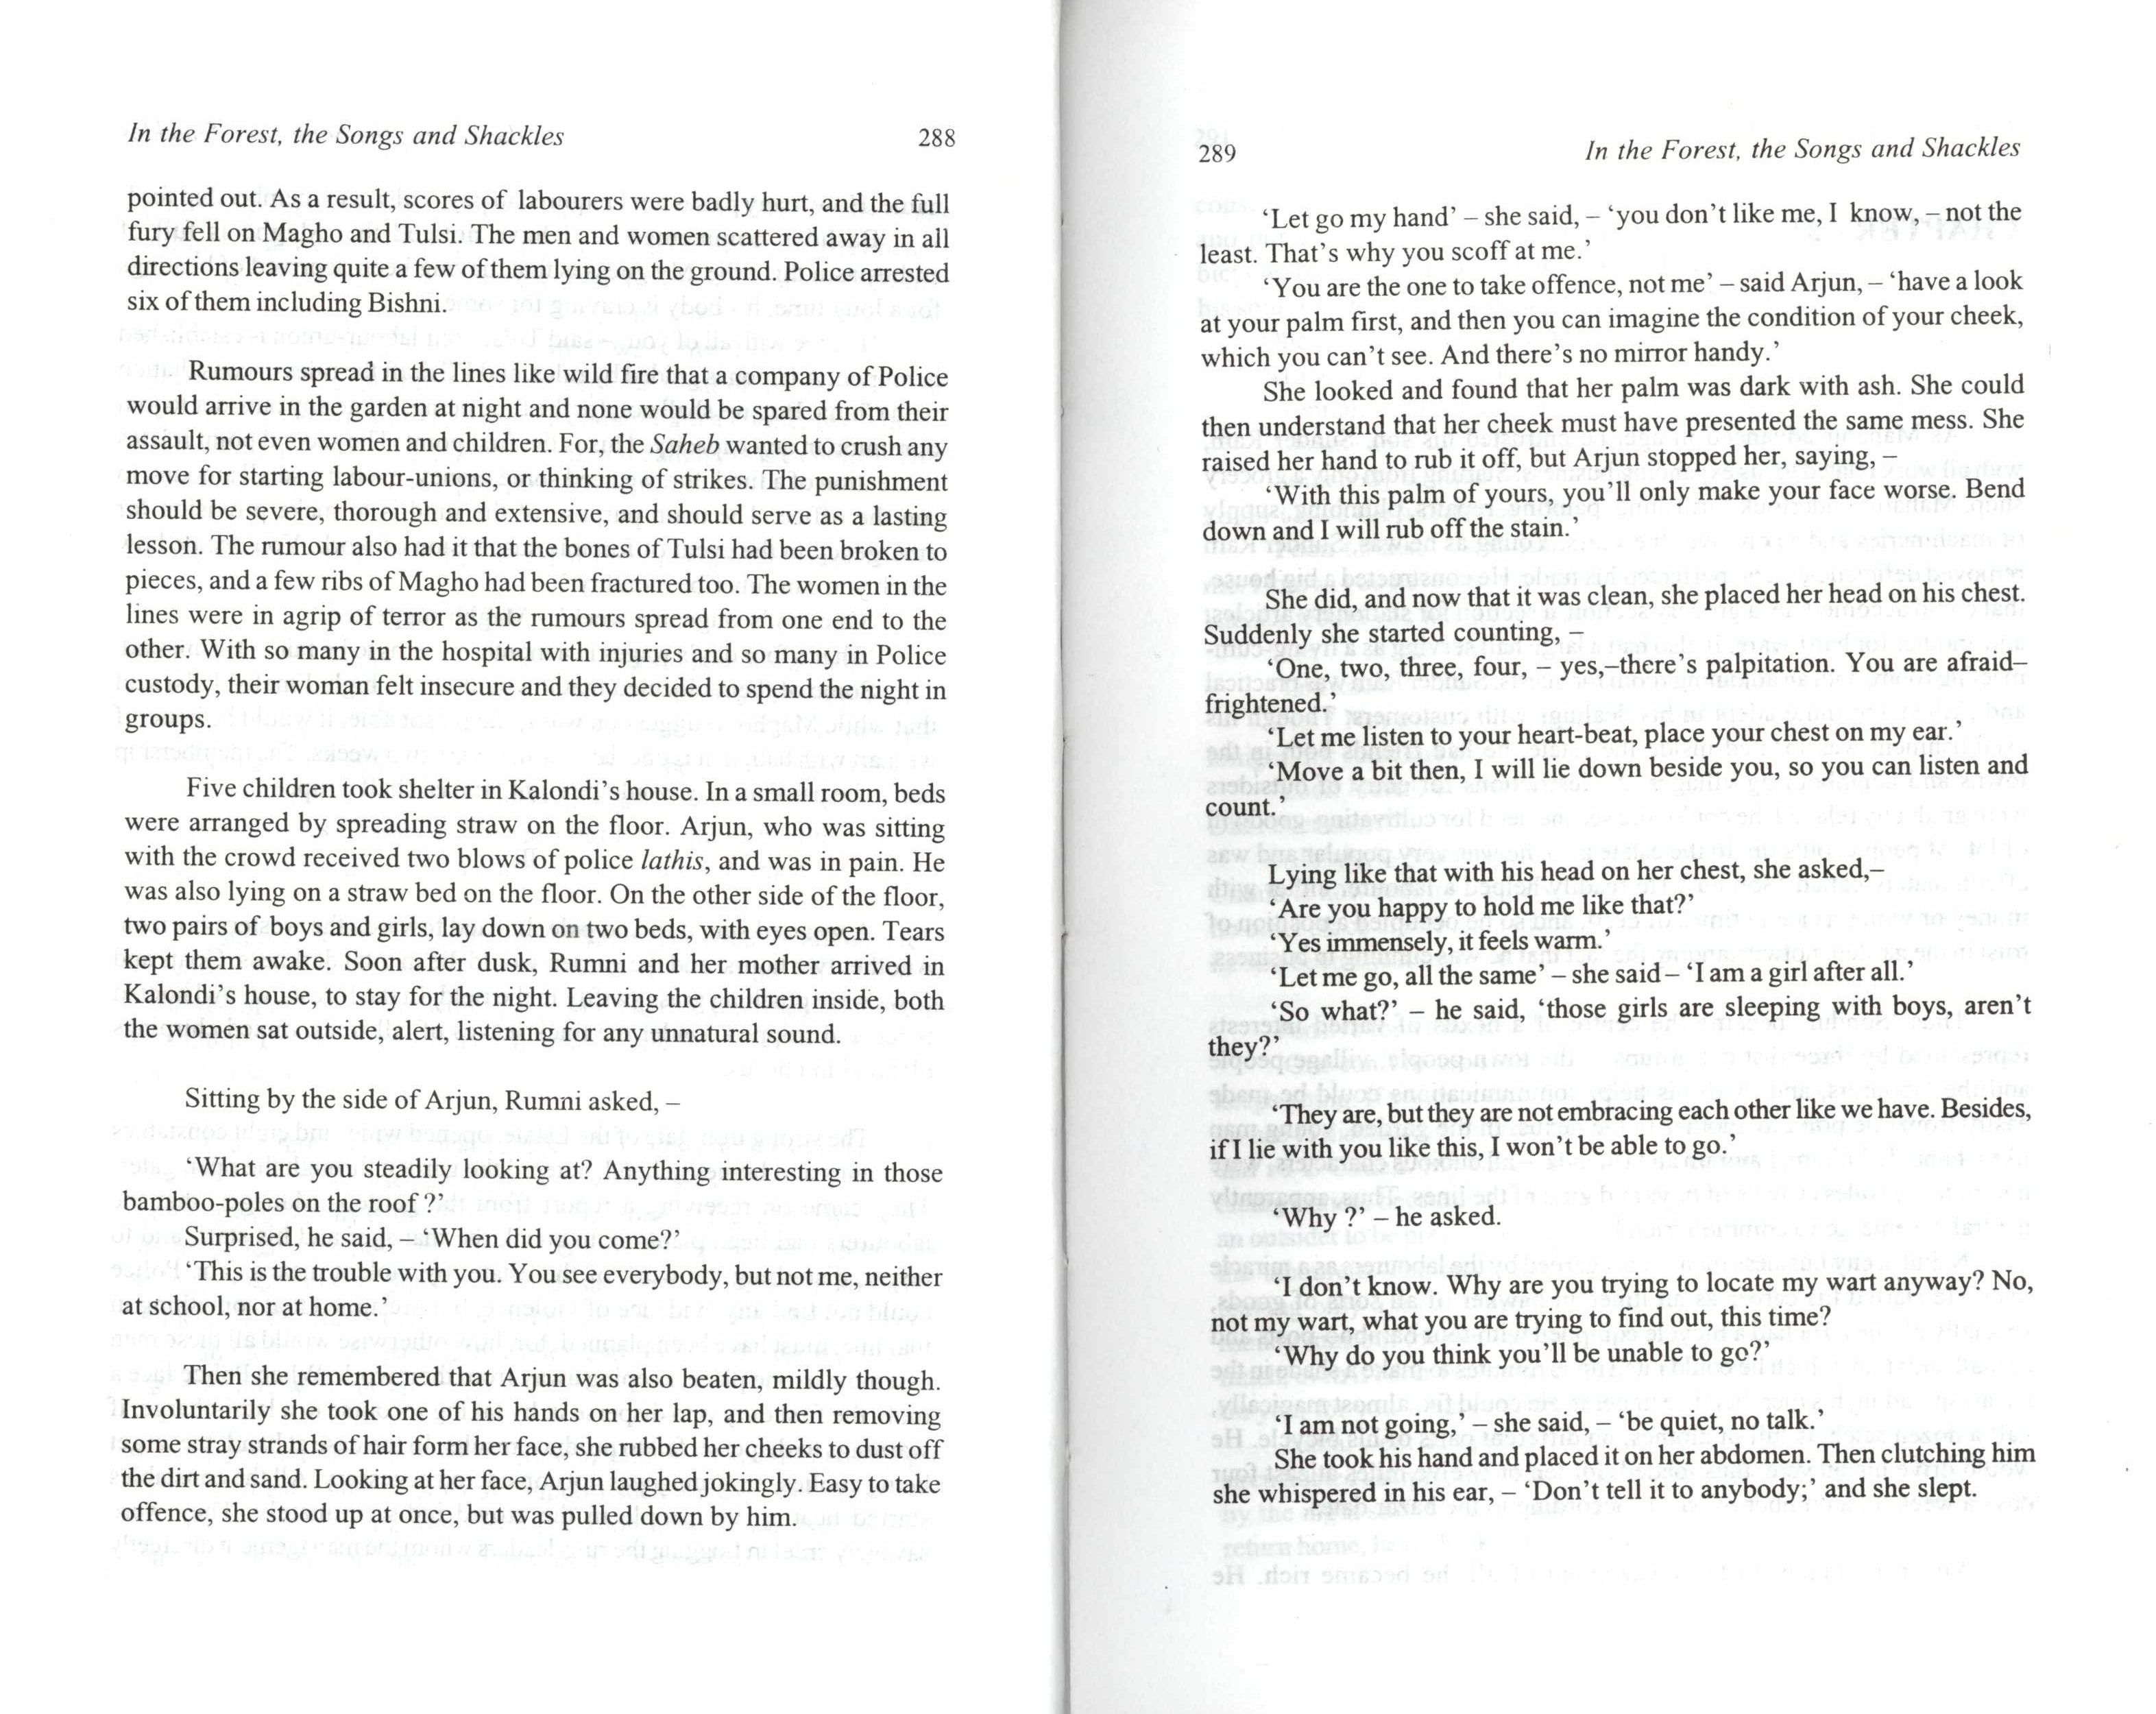 In the Forest, the Songs and Shackles 288
pointed out. As a result, scores of labourers were badly hurt, and the full
fury fell on Magho and Tulsi. The men and women scattered away in all
directions leaving quite a few of them lying on the ground. Police arrested
six of them including Bishni.
Rumours spread in the lines like wild fire that a company of Police
would arrive in the garden at night and none would be spared from their
assault, not even women and children. For, the Saheb wanted to crush any
move for starting labour-unions, or thinking of strikes. The punishment
should be severe, thorough and extensive, and should serve as a lasting
lesson. The rumour also had it that the bones of Tulsi had been broken to
pieces, and a few ribs of Magho had been fractured too. The women in the
lines were in agrip of terror as the rumours spread from one end to the
other. With so many in the hospital with injuries and so many in Police
custody, their woman felt insecure and they decided to spend the night in
groups.
Five children took shelter in Kalondi's house. In a small room, beds
were arranged by spreading straw on the floor. Arjun, who was sitting
with the crowd received two blows of police lathis, and was in pain. He
was also lying on a straw bed on the floor. On the other side of the floor,
two pairs of boys and girls, lay down on two beds, with eyes open. Tears
kept them awake. Soon after dusk, Rumni and her mother arrived in
Kalondi's house, to stay for the night. Leaving the children inside, both
the women sat outside, alert, listening for any unnatural sound.
Sitting by the side of Arjun, Rumni asked, –
‘What are you steadily looking at? Anything interesting in those
bamboo-poles on the roof ?’
Surprised, he said, – ‘When did you come?’
‘This is the trouble with you. You see everybody, but not me, neither
at school, nor at home.’
Then she remembered that Arjun was also beaten, mildly though.
Involuntarily she took one of his hands on her lap, and then removing
some stray strands of hair form her face, she rubbed her cheeks to dust off
the dirt and sand. Looking at her face, Arjun laughed jokingly. Easy to take
offence, she stood up at once, but was pulled down by him.
289 In the Forest, the Songs and Shackles
‘Let go my hand’ – she said, – ‘you don’t like me, I know, – not the
least. That’s why you scoff at me.’
‘You are the one to take offence, not me’ – said Arjun, – ‘have a look
at your palm first, and then you can imagine the condition of your cheek,
which you can’t see. And there’s no mirror handy.’
She looked and found that her palm was dark with ash. She could
then understand that her cheek must have presented the same mess. She
raised her hand to rub it off, but Arjun stopped her, saying, –
‘With this palm of yours, you’ll only make your face worse. Bend
down and I will rub off the stain.’
She did, and now that it was clean, she placed her head on his chest.
Suddenly she started counting, –
‘One, two, three, four, – yes,–there’s palpitation. You are afraid–
frightened.’
‘Let me listen to your heart-beat, place your chest on my ear.’
‘Move a bit then, I will lie down beside you, so you can listen and
count.’
Lying like that with his head on her chest, she asked,–
‘Are you happy to hold me like that?’
‘Yes immensely, it feels warm.’
‘Let me go, all the same’ – she said – ‘I am a girl after all.’
‘So what?’ – he said, ‘those girls are sleeping with boys, aren’t
they?’
‘They are, but they are not embracing each other like we have. Besides,
if I lie with you like this, I won’t be able to go.’
‘Why ?’ – he asked.
‘I don’t know. Why are you trying to locate my wart anyway? No,
not my wart, what you are trying to find out, this time?
‘Why do you think you’ll be unable to go?’
‘I am not going,’ – she said, – ‘be quiet, no talk.’
She took his hand and placed it on her abdomen. Then clutching him
she whispered in his ear, – ‘Don’t tell it to anybody;’ and she slept.